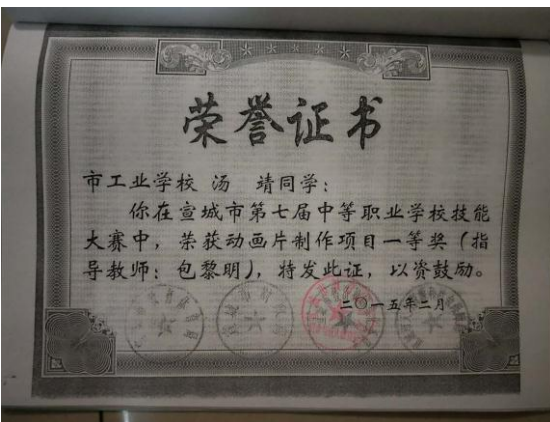 荣誉证书
市工业学校 汤　靖同学：
你在宣城市第七届中等职业学校技能
大赛中，荣获动画片制作项目一等奖（指
导教师：包黎明），特发此证，以资鼓励。
二〇一五年二月